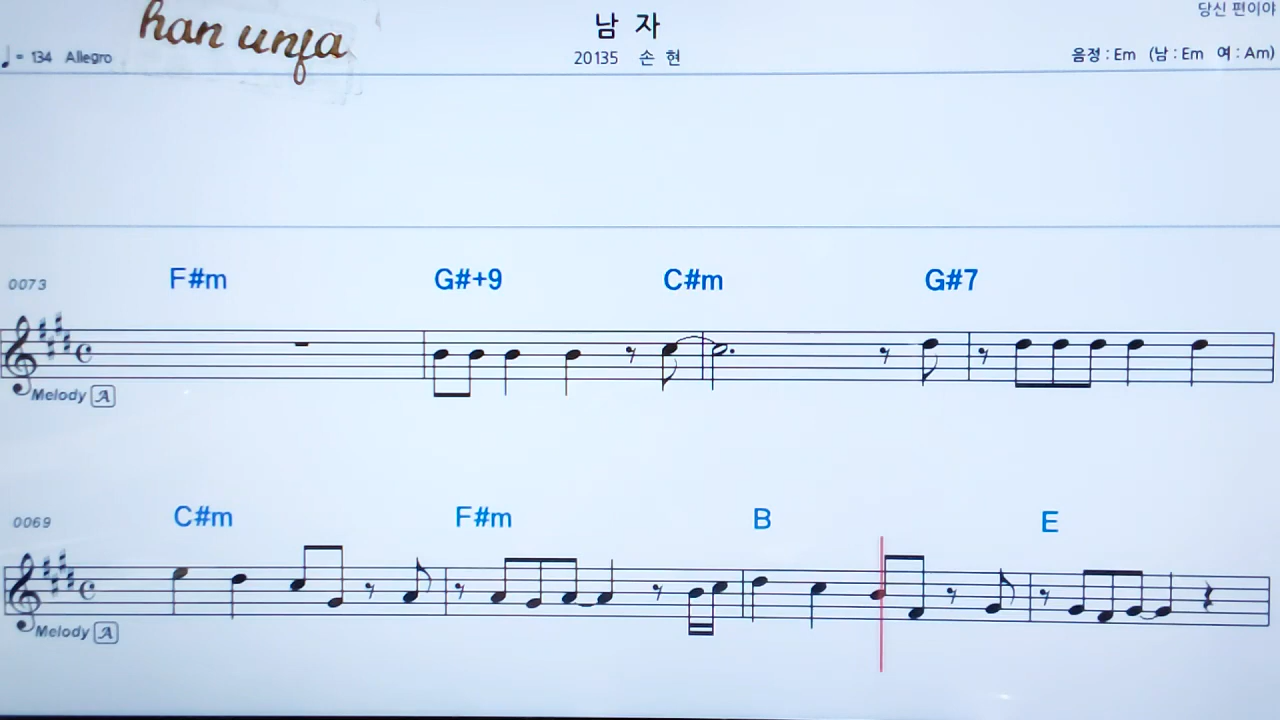 당신 편이야
han unja
남 자
♩= 134 Allegro
20135 손 현
음정 : Em (남 : Em 여 : Am)
0073 F#m G#+9 C#m G#7
Melody A
0069 C#m F#m B E
Melody A